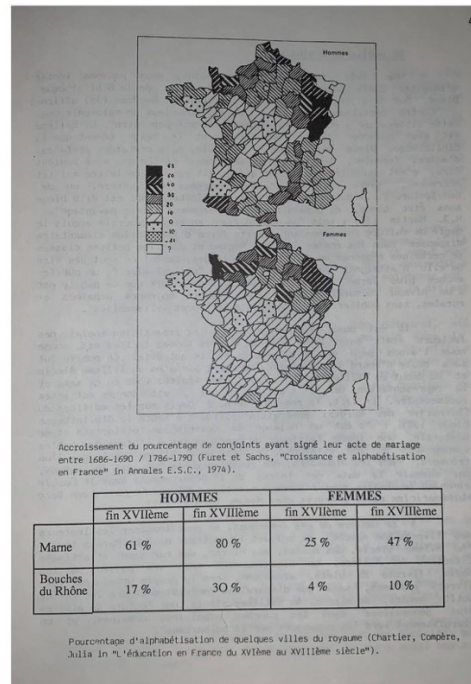 Hommes
60
50
40
30
20
10
0
-10
?
Femmes
Accroissement du pourcentage de conjoints ayant signé leur acte de mariage
entre 1686-1690 / 1786-1790 (Furet et Sachs, "Croissance et alphabétisation
en France" in Annales E.S.C., 1974).
HOMMES FEMMES
fin XVIIème fin XVIIIème fin XVIIème fin XVIIIème
Marne 61 % 80 % 25 % 47 %
Bouches
du Rhône 17 % 3O % 4 % 10 %
Pourcentage d'alphabétisation de quelques villes du royaume (Chartier, Compère,
Julia in "L'éducation en France du XVIème au XVIIIème siècle").